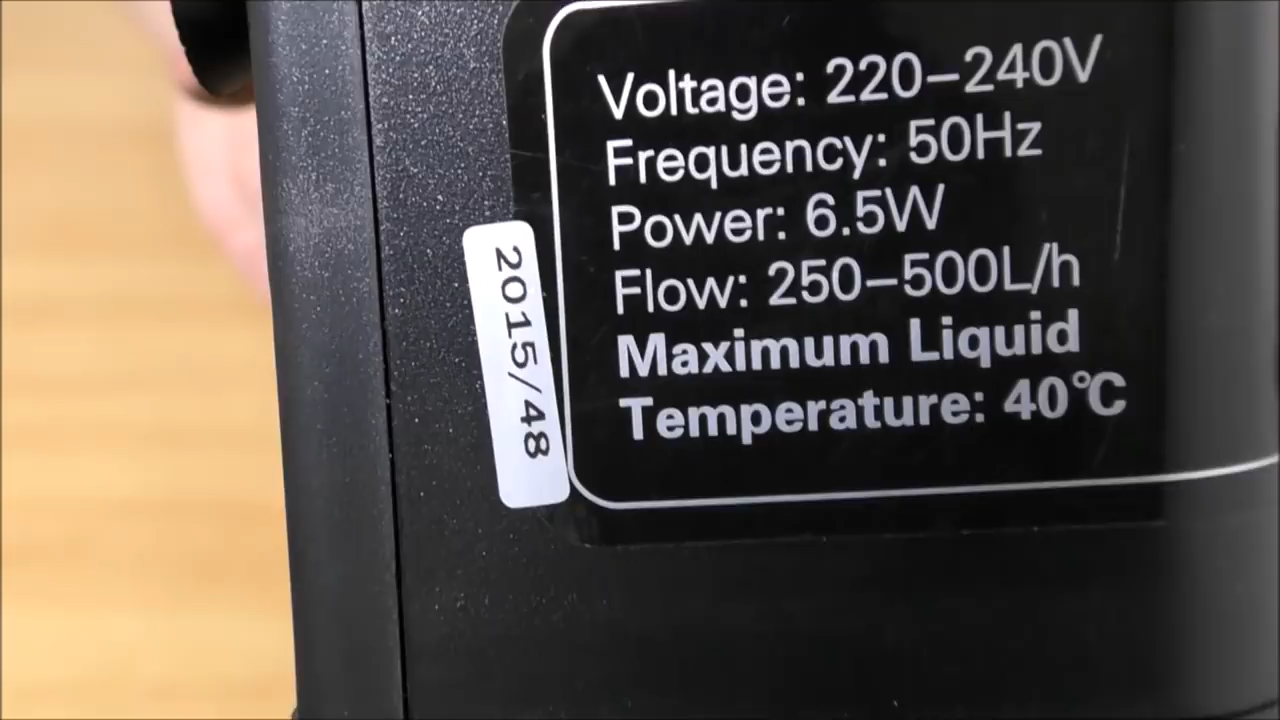 Voltage: 220–240V
Frequency: 50Hz
Power: 6.5W
Flow: 250–500L/h
Maximum Liquid
Temperature: 40°C
2015/48